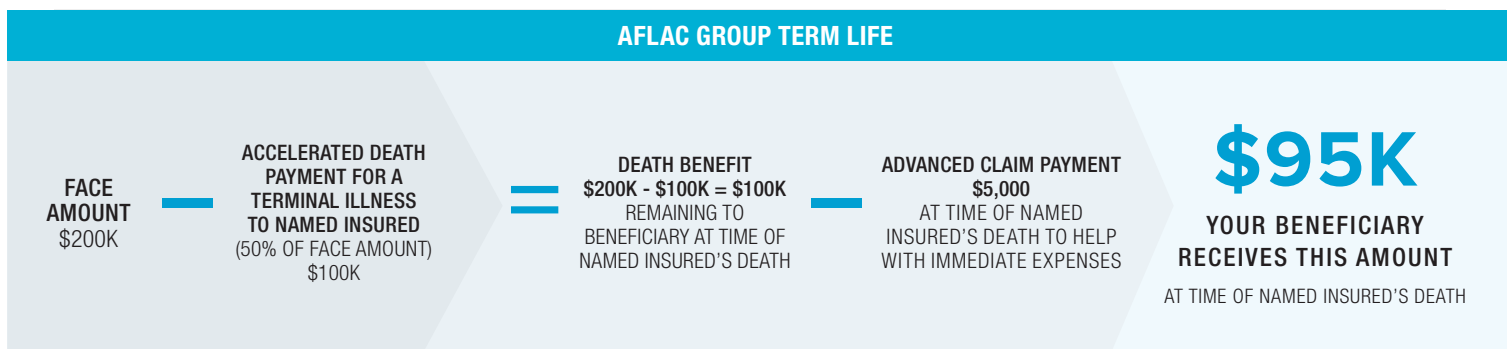 AFLAC GROUP TERM LIFE
FACE
AMOUNT
$200K
ACCELERATED DEATH
PAYMENT FOR A
TERMINAL ILLNESS
TO NAMED INSURED
(50% OF FACE AMOUNT)
$100K
DEATH BENEFIT
$200K - $100K = $100K
REMAINING TO
BENEFICIARY AT TIME OF
NAMED INSURED'S DEATH
ADVANCED CLAIM PAYMENT
$5,000
AT TIME OF NAMED
INSURED'S DEATH TO HELP
WITH IMMEDIATE EXPENSES
$95K
YOUR BENEFICIARY
RECEIVES THIS AMOUNT
AT TIME OF NAMED INSURED'S DEATH